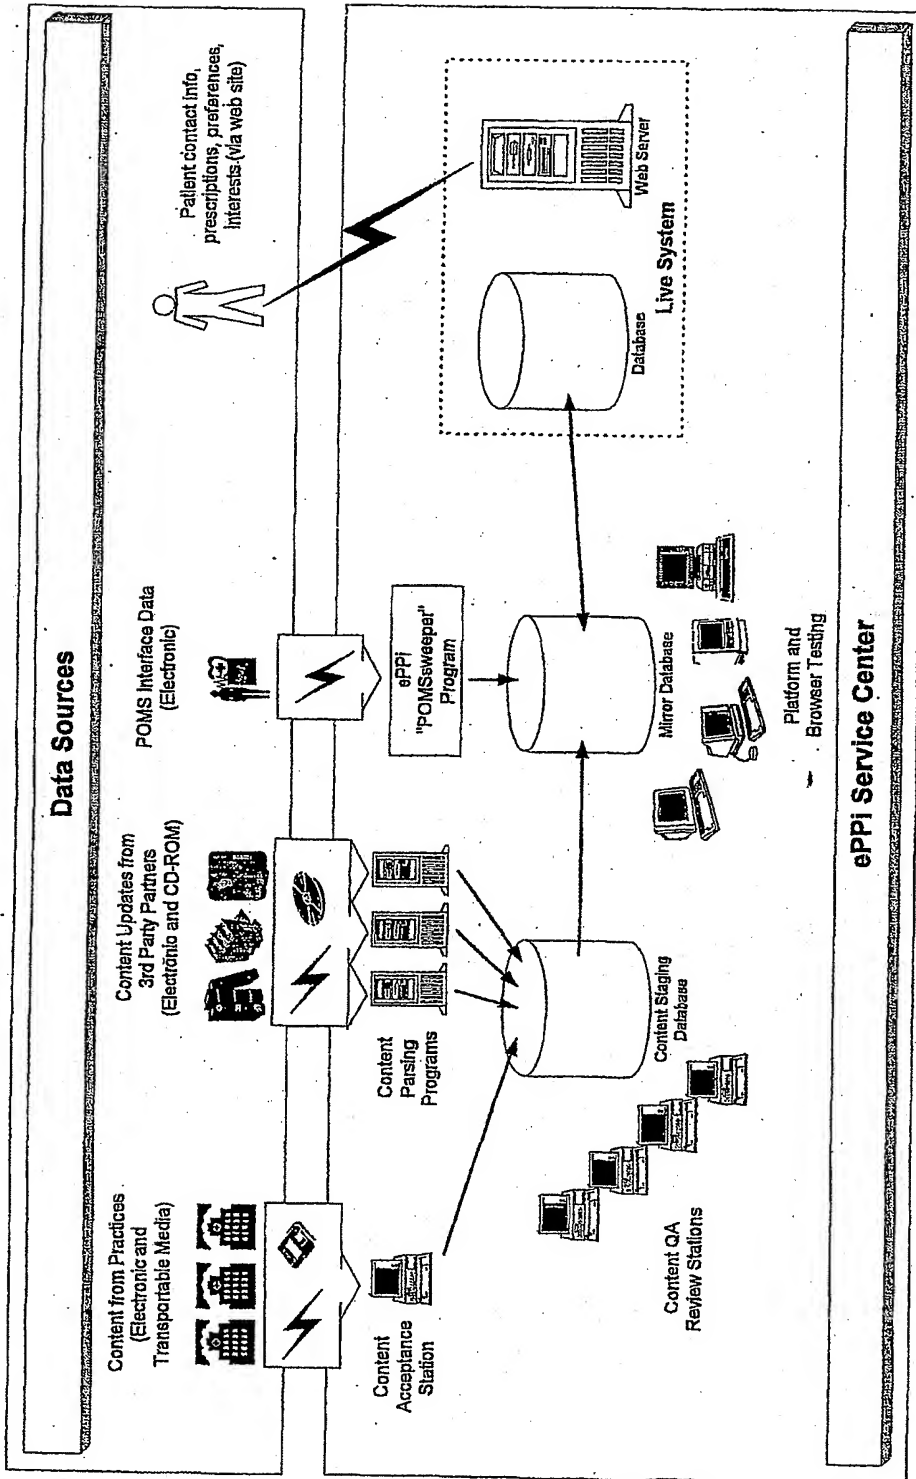 Data Sources
Content from Practices
(Electronic and
Transportable Media)
Content Updates from
3rd Party Partners
(Electronic and CD-ROM)
POMS Interface Data
(Electronic)
Patient contact info,
prescriptions, preferences,
interests (via web site)
Content
Acceptance
Station
Content
Parsing
Programs
ePPi
"POMSsweeper"
Program
Content QA
Review Stations
Content Staging
Database
Mirror Database
Platform and
Browser Testing
Database
Web Server
Live System
ePPi Service Center